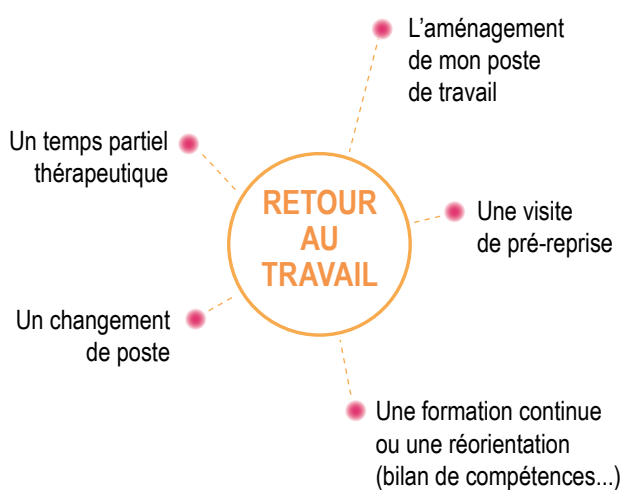 L’aménagement
de mon poste
de travail
Un temps partiel
thérapeutique
RETOUR
AU
TRAVAIL
Une visite
de pré-reprise
Un changement
de poste
Une formation continue
ou une réorientation
(bilan de compétences...)